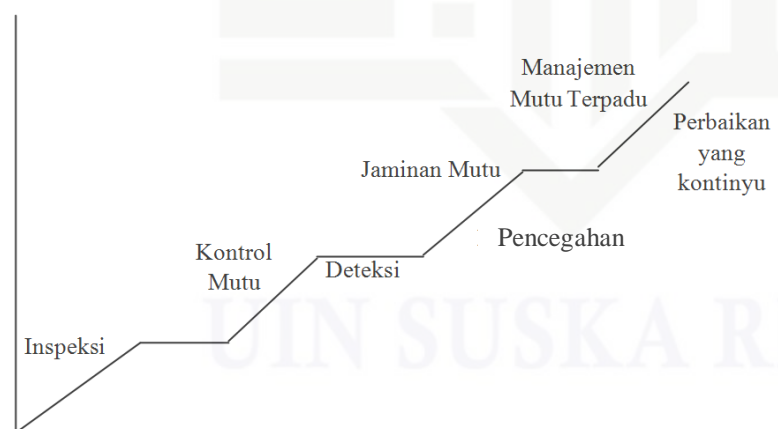 Manajemen
Mutu Terpadu
Perbaikan
yang
kontinyu
Jaminan Mutu
Pencegahan
Kontrol
Mutu
Deteksi
Inspeksi
UIN SUSKA R